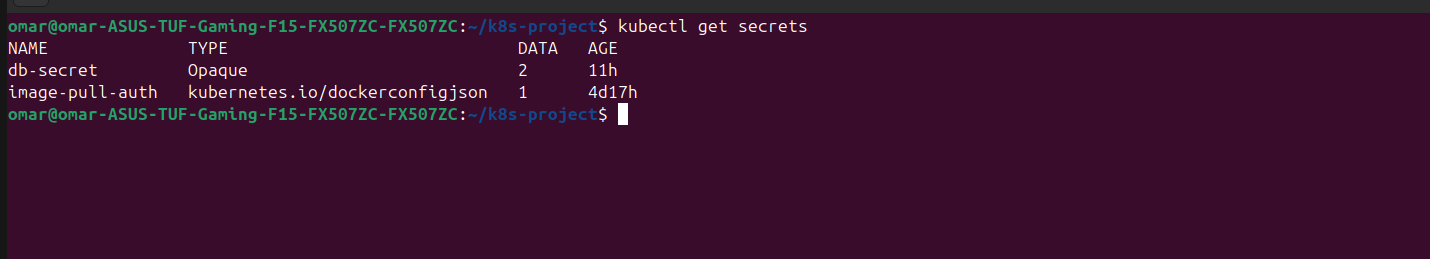 omar@omar-ASUS-TUF-Gaming-F15-FX507ZC-FX507ZC:~/k8s-project$ kubectl get secrets
NAME              TYPE                             DATA   AGE
db-secret         Opaque                           2      11h
image-pull-auth   kubernetes.io/dockerconfigjson   1      4d17h
omar@omar-ASUS-TUF-Gaming-F15-FX507ZC-FX507ZC:~/k8s-project$